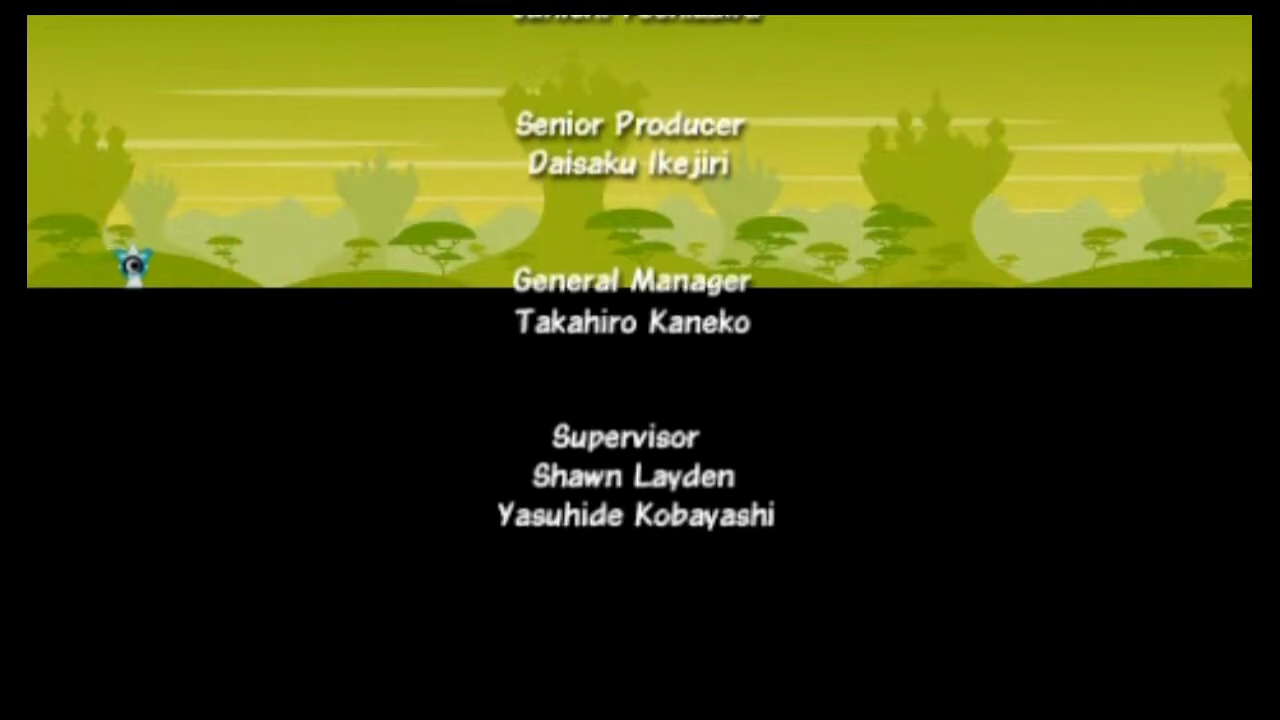 Senior Producer
Daisaku Ikejiri
General Manager
Takahiro Kaneko
Supervisor
Shawn Layden
Yasuhide Kobayashi